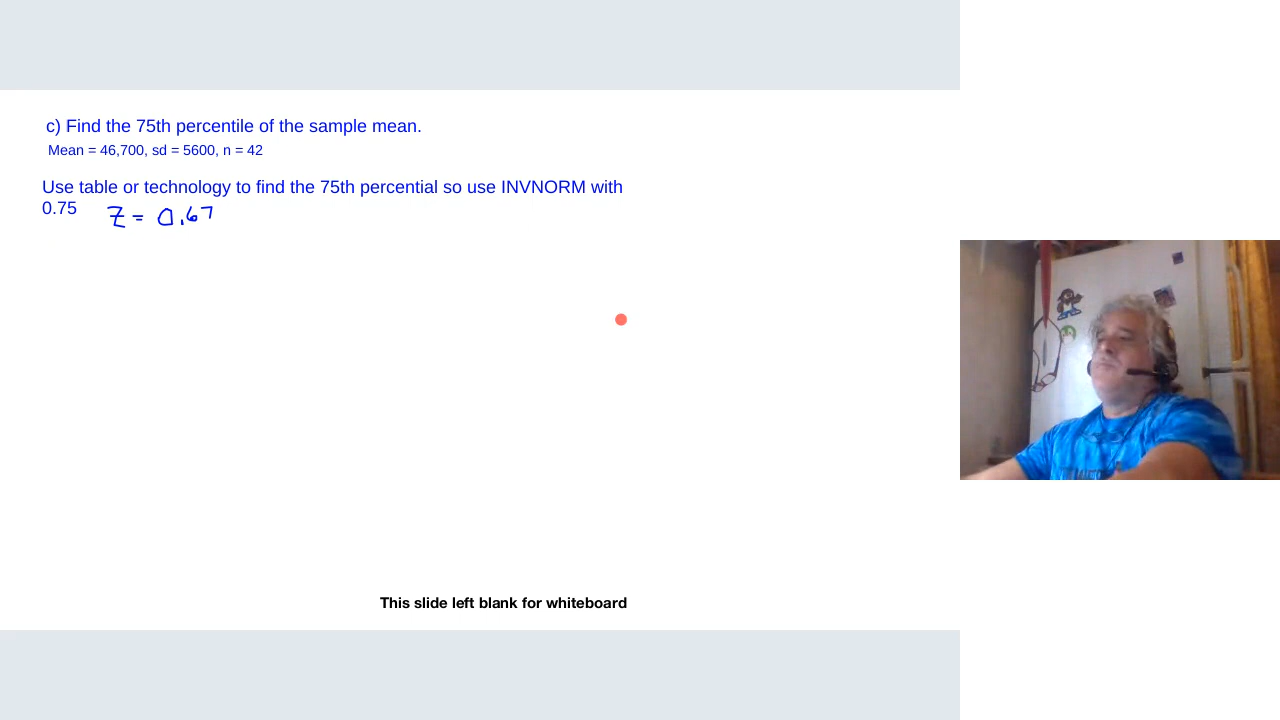 c) Find the 75th percentile of the sample mean.
Mean = 46,700, sd = 5600, n = 42
Use table or technology to find the 75th percential so use INVNORM with
0.75 Z = 0.67
This slide left blank for whiteboard